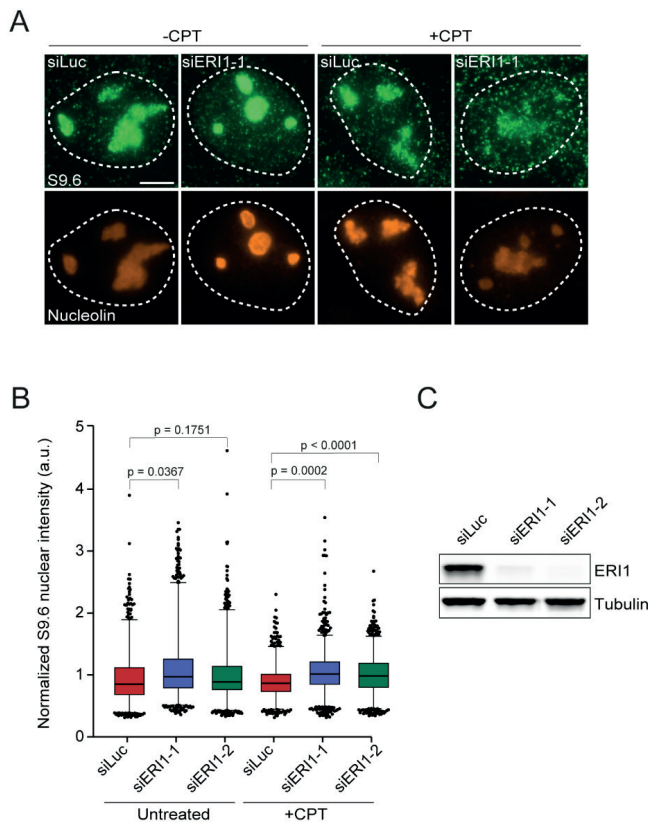 A
-CPT
+CPT
siLuc
siERI1-1
siLuc
siERI1-1
S9.6
Nucleolin
B
Normalized S9.6 nuclear intensity (a.u.)
5
4
3
2
1
0
p = 0.1751
p = 0.0367
p < 0.0001
p = 0.0002
siLuc
siERI1-1
siERI1-2
siLuc
siERI1-1
siERI1-2
Untreated
+CPT
C
siLuc
siERI1-1
siERI1-2
ERI1
Tubulin